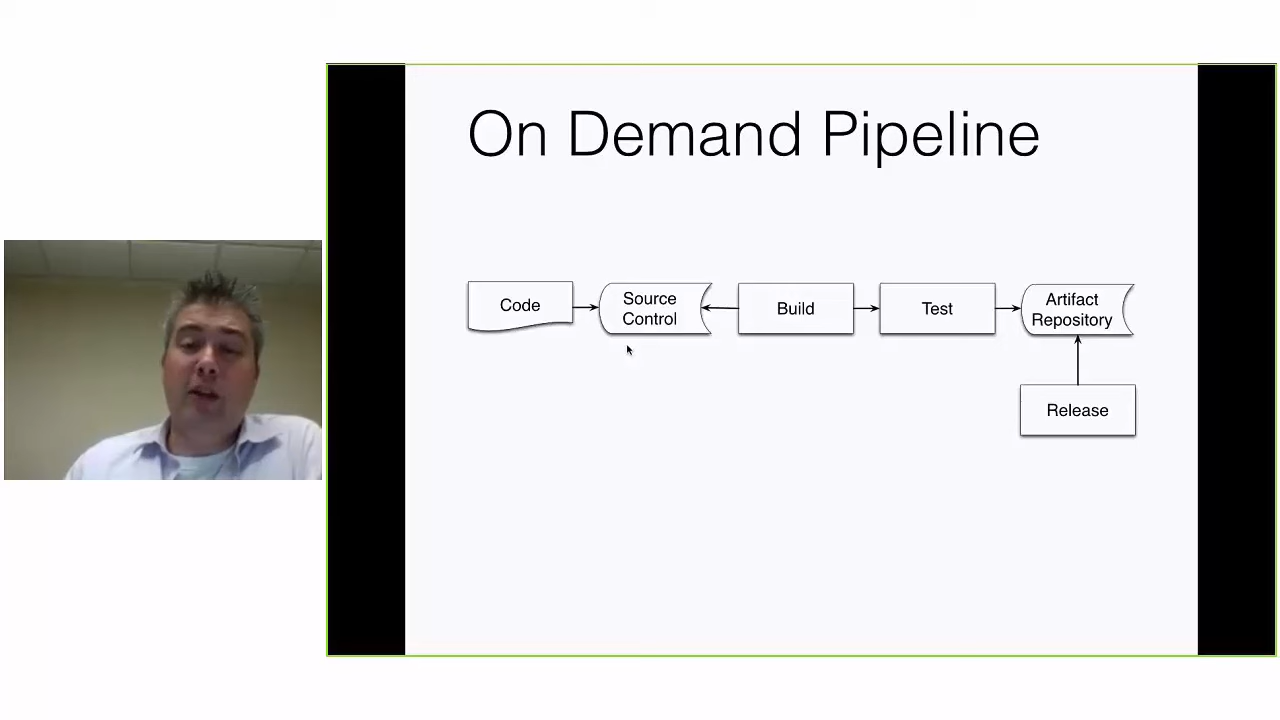 On Demand Pipeline
Code
Source
Control
Build
Test
Artifact
Repository
Release